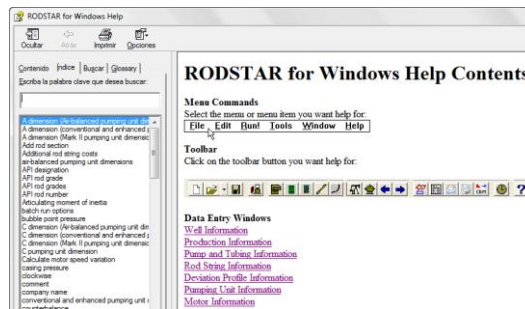 RODSTAR for Windows Help
Ocultar Atrás Imprimir Opciones
Contenido Índice Buscar Glossary
Escriba la palabra clave que desea buscar:
A dimension (Air-balanced pumping unit
A dimension (conventional and enhanced
A dimension (Mark II pumping unit
Add rod section
Additional rod string costs
air-balanced pumping unit dimensions
API designation
API rod grade
API rod grades
API rod number
Articulating moment of inertia
batch run options
bubble point pressure
C dimension (Air-balanced pumping unit
C dimension (conventional and enhanced
C dimension (Mark II pumping unit
C pumping unit dimension
Calculate motor speed variation
casing pressure
clockwise
comment
company name
conventional and enhanced pumping unit
counterbalance
RODSTAR for Windows Help Contents
Menu Commands
Select the menu or menu item you want help for:
File Edit Run! Tools Window Help
Toolbar
Click on the toolbar button you want help for:
Data Entry Windows
Well Information
Production Information
Pump and Tubing Information
Rod String Information
Deviation Profile Information
Pumping Unit Information
Motor Information